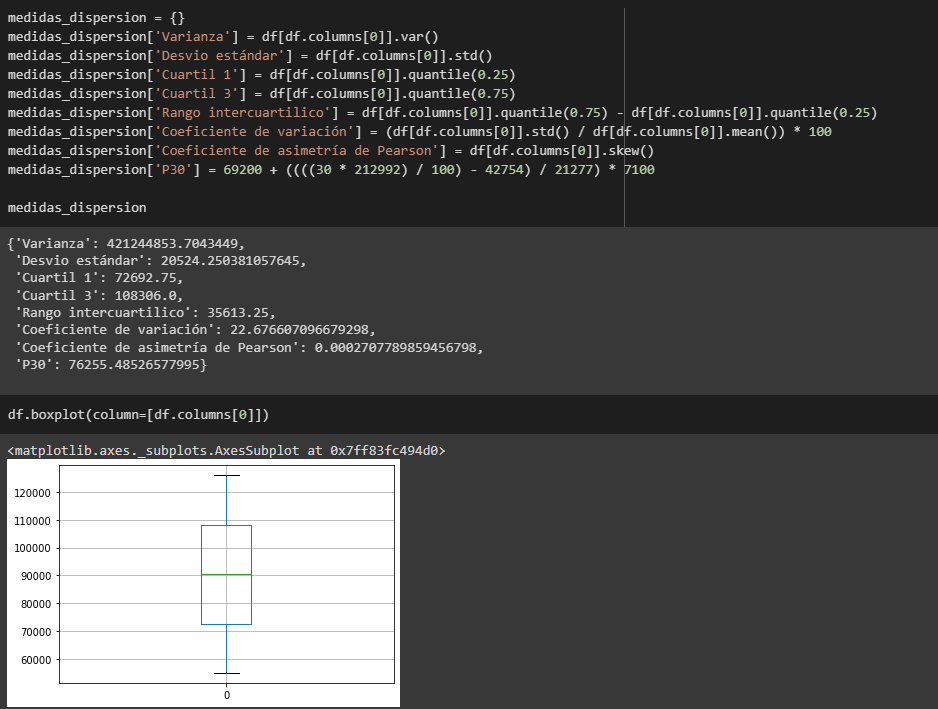 medidas_dispersion = {}
medidas_dispersion['Varianza'] = df[df.columns[0]].var()
medidas_dispersion['Desvio estándar'] = df[df.columns[0]].std()
medidas_dispersion['Cuartil 1'] = df[df.columns[0]].quantile(0.25)
medidas_dispersion['Cuartil 3'] = df[df.columns[0]].quantile(0.75)
medidas_dispersion['Rango intercuartilico'] = df[df.columns[0]].quantile(0.75) - df[df.columns[0]].quantile(0.25)
medidas_dispersion['Coeficiente de variación'] = (df[df.columns[0]].std() / df[df.columns[0]].mean()) * 100
medidas_dispersion['Coeficiente de asimetría de Pearson'] = df[df.columns[0]].skew()
medidas_dispersion['P30'] = 69200 + ((((30 * 212992) / 100) - 42754) / 21277) * 7100
medidas_dispersion
{'Varianza': 421244853.7043449,
'Desvio estándar': 20524.250381057645,
'Cuartil 1': 72692.75,
'Cuartil 3': 108306.0,
'Rango intercuartilico': 35613.25,
'Coeficiente de variación': 22.676607096679298,
'Coeficiente de asimetría de Pearson': 0.0002707789859456798,
'P30': 76255.48526577995}
df.boxplot(column=[df.columns[0]])
<matplotlib.axes._subplots.AxesSubplot at 0x7ff83fc494d0>
120000
110000
100000
90000
80000
70000
60000
0